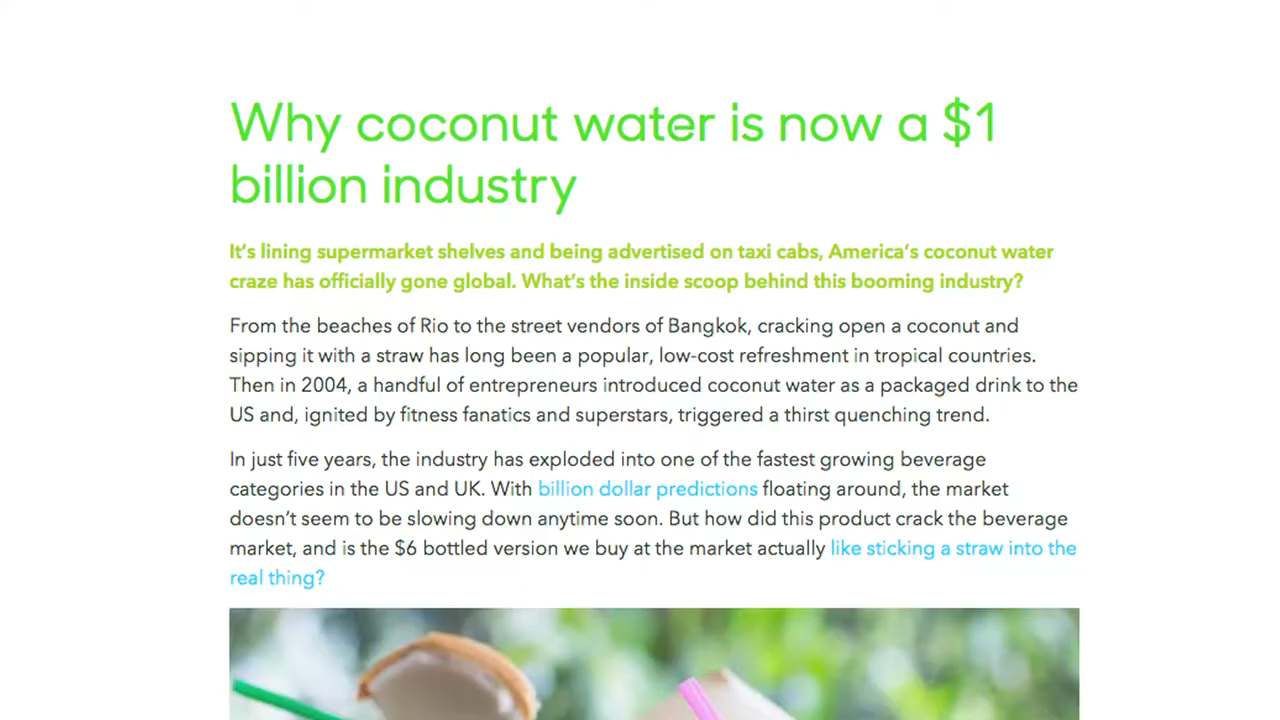 Why coconut water is now a $1
billion industry
It’s lining supermarket shelves and being advertised on taxi cabs, America’s coconut water
craze has officially gone global. What’s the inside scoop behind this booming industry?
From the beaches of Rio to the street vendors of Bangkok, cracking open a coconut and
sipping it with a straw has long been a popular, low-cost refreshment in tropical countries.
Then in 2004, a handful of entrepreneurs introduced coconut water as a packaged drink to the
US and, ignited by fitness fanatics and superstars, triggered a thirst quenching trend.
In just five years, the industry has exploded into one of the fastest growing beverage
categories in the US and UK. With billion dollar predictions floating around, the market
doesn’t seem to be slowing down anytime soon. But how did this product crack the beverage
market, and is the $6 bottled version we buy at the market actually like sticking a straw into the
real thing?